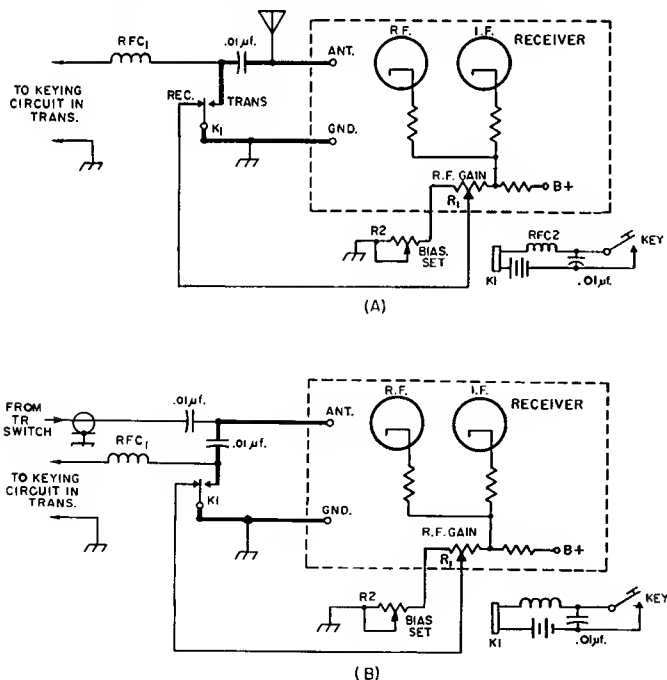 RECEIVER
R.F.
I.F.
RFC1
.01µf.
ANT.
TO KEYING
CIRCUIT IN
TRANS.
REC.
TRANS
K1
GND.
R.F. GAIN
R1
B+
R2
BIAS.
SET
RFC2
KEY
K1
.01µf.
(A)
RECEIVER
R.F.
I.F.
FROM
TR
SWITCH
.01µf.
ANT.
RFC1
.01µf.
TO KEYING
CIRCUIT IN
TRANS.
K1
GND.
R.F. GAIN
R1
B+
R2
BIAS
SET
KEY
K1
.01µf.
(B)